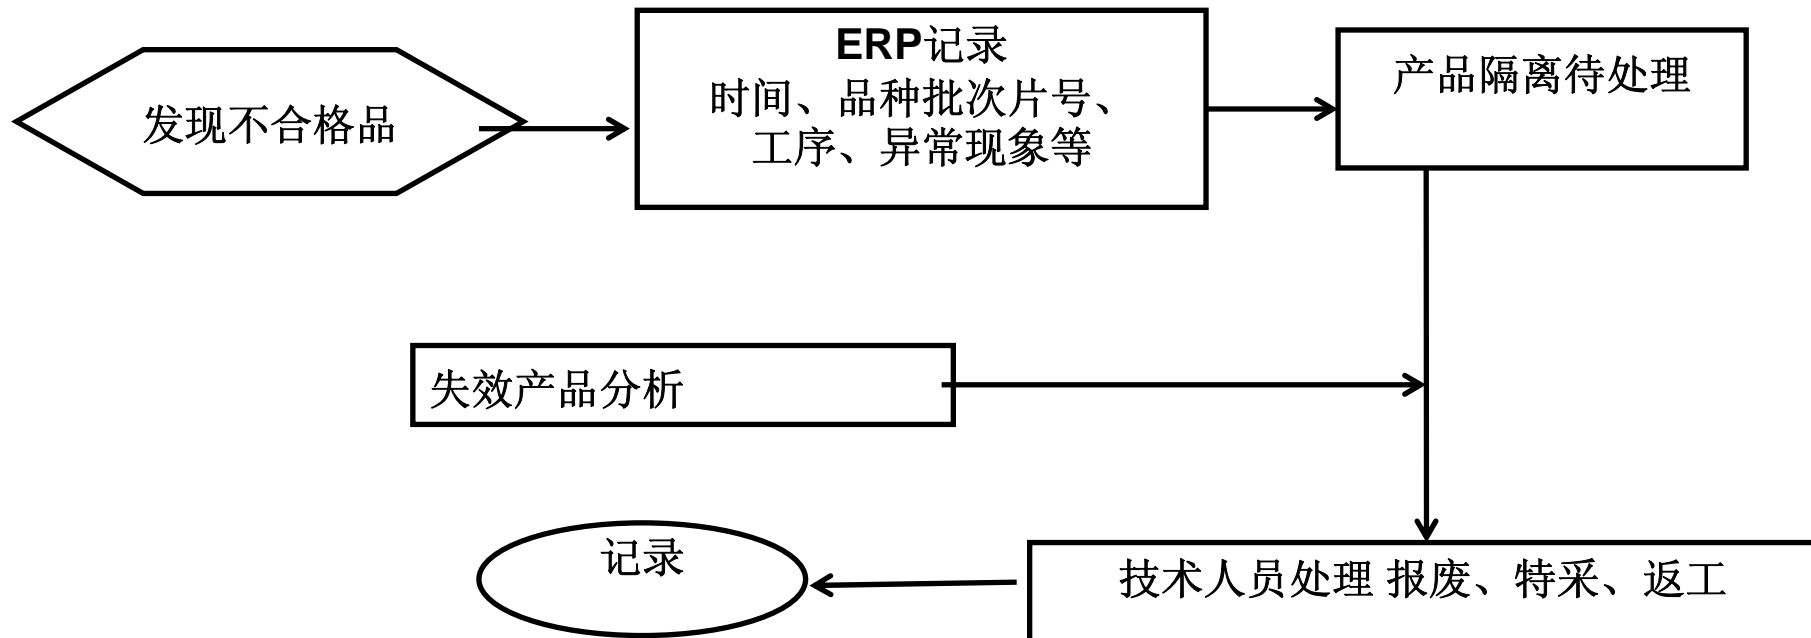 发现不合格品
ERP记录
时间、品种批次片号、
工序、异常现象等
产品隔离待处理
失效产品分析
技术人员处理 报废、特采、返工
记录